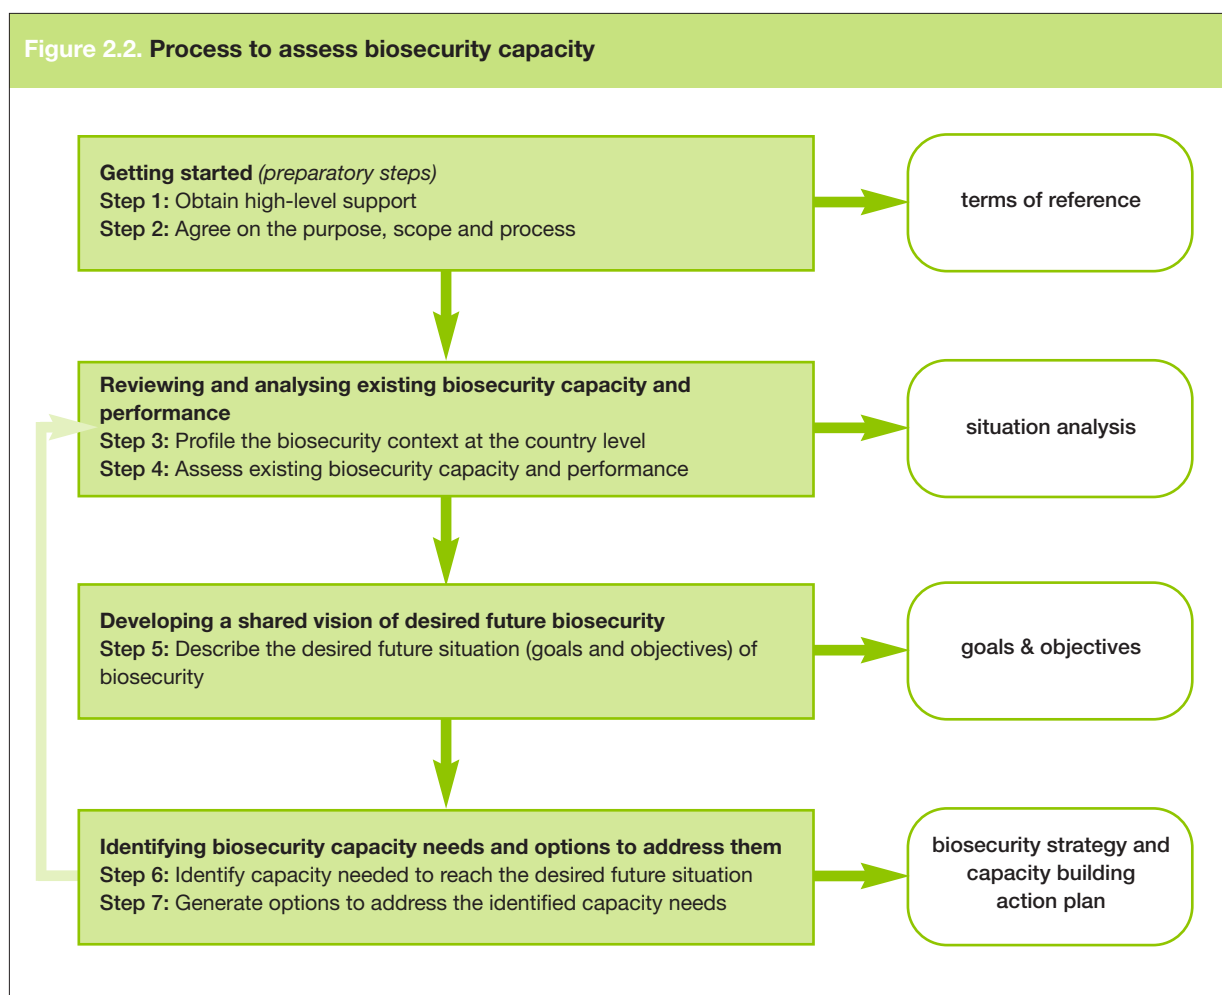 Figure 2.2. Process to assess biosecurity capacity
Getting started (preparatory steps)
Step 1: Obtain high-level support
Step 2: Agree on the purpose, scope and process
terms of reference
Reviewing and analysing existing biosecurity capacity and
performance
Step 3: Profile the biosecurity context at the country level
Step 4: Assess existing biosecurity capacity and performance
situation analysis
Developing a shared vision of desired future biosecurity
Step 5: Describe the desired future situation (goals and objectives) of
biosecurity
goals & objectives
Identifying biosecurity capacity needs and options to address them
Step 6: Identify capacity needed to reach the desired future situation
Step 7: Generate options to address the identified capacity needs
biosecurity strategy and
capacity building
action plan